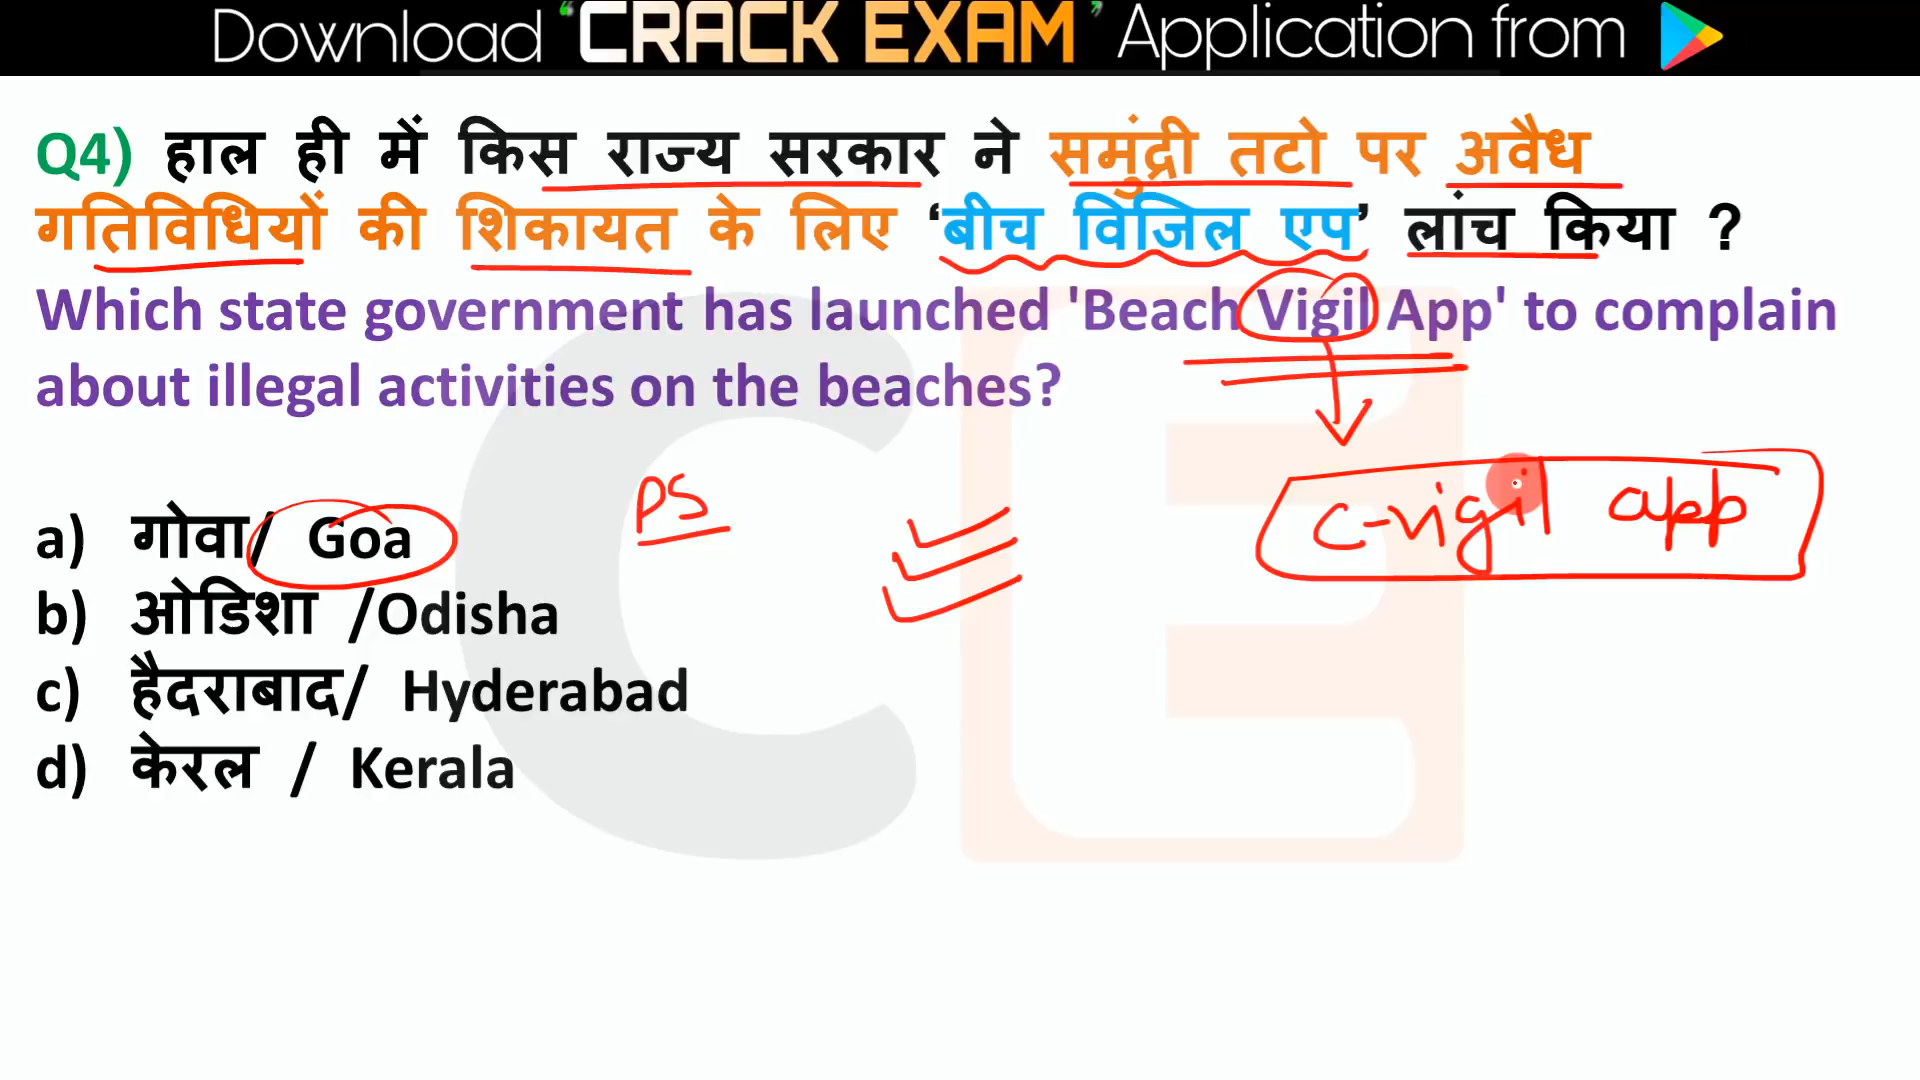 Download ‘CRACK EXAM’ Application from
Q4) हाल ही में किस राज्य सरकार ने समुंद्री तटो पर अवैध
गतिविधियों की शिकायत के लिए ‘बीच विजिल एप’ लांच किया ?
Which state government has launched 'Beach Vigil App' to complain
about illegal activities on the beaches?
PS
c-vigil app
a) गोवा/ Goa
b) ओडिशा /Odisha
c) हैदराबाद/ Hyderabad
d) केरल / Kerala
CE